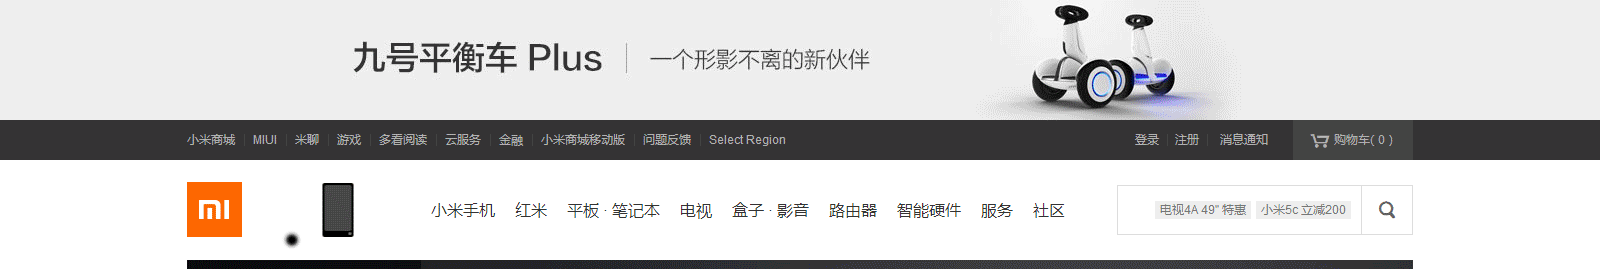 九号平衡车 Plus 一个形影不离的新伙伴
小米商城 MIUI 米聊 游戏 多看阅读 云服务 金融 小米商城移动版 问题反馈 Select Region 登录 注册 消息通知 购物车( 0 )
MI 小米手机 红米 平板 · 笔记本 电视 盒子 · 影音 路由器 智能硬件 服务 社区 电视4A 49" 特惠 小米5c 立减200